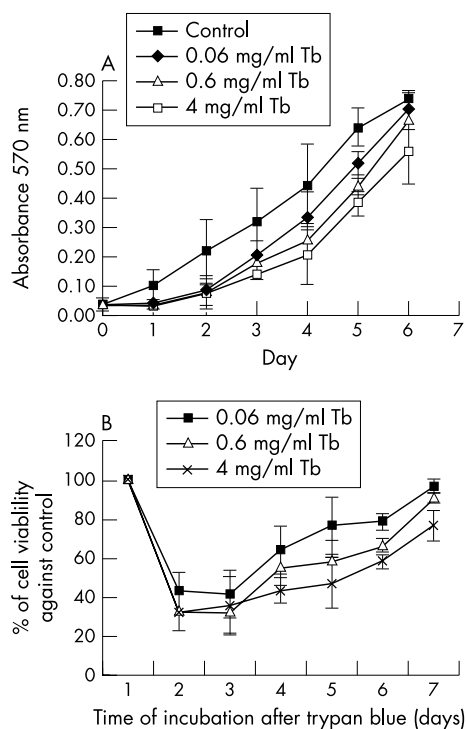 Control
0.06 mg/ml Tb
0.6 mg/ml Tb
4 mg/ml Tb
A
0.80
0.70
0.60
0.50
0.40
0.30
0.20
0.10
0.00
Absorbance 570 nm
0 1 2 3 4 5 6 7
Day
B
0.06 mg/ml Tb
0.6 mg/ml Tb
4 mg/ml Tb
120
100
80
60
40
20
0
% of cell viablility
against control
1 2 3 4 5 6 7
Time of incubation after trypan blue (days)